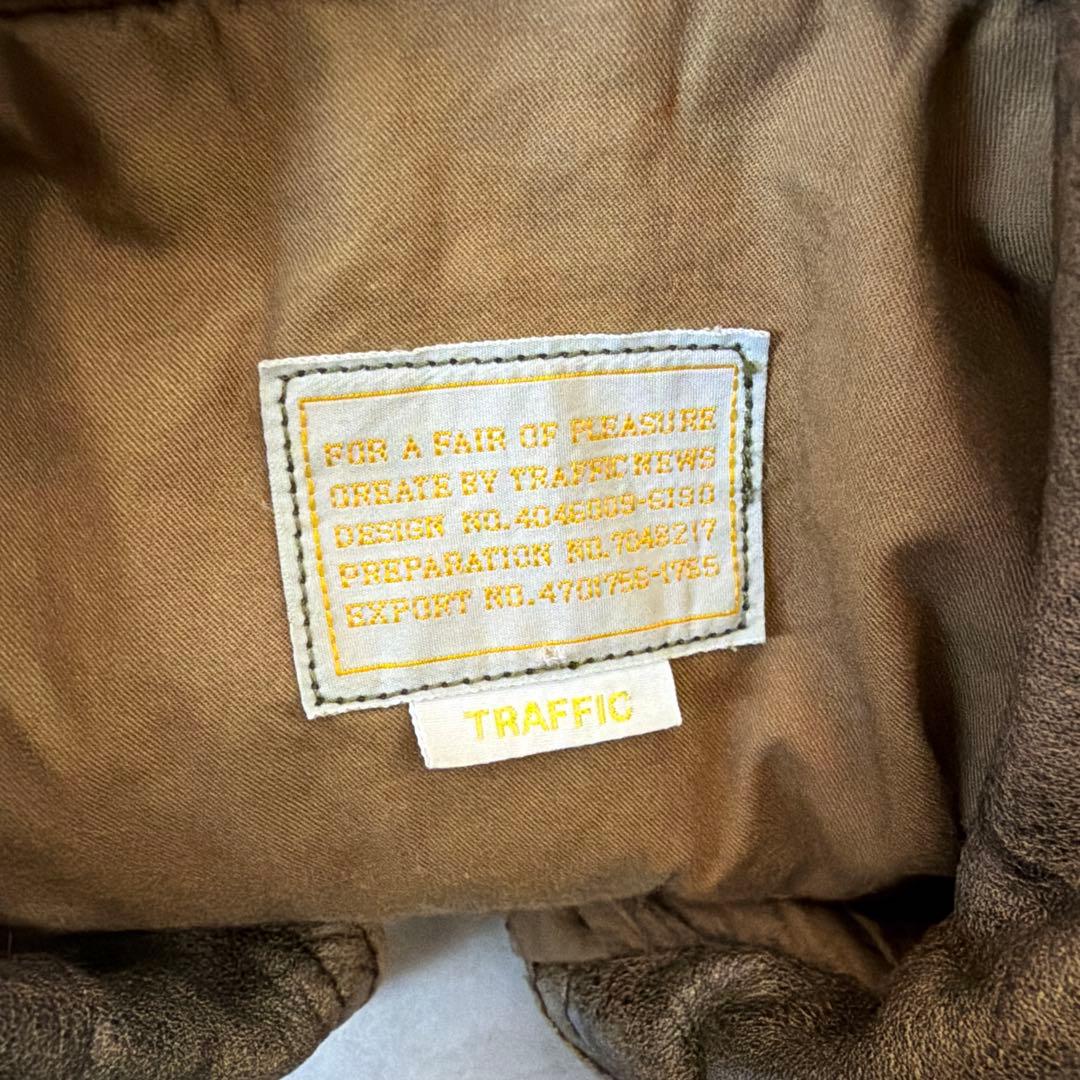 FOR A FAIR OF PLEASURE
CREATE BY TRAFFIC NEWS
DESIGN NO.4046009-6190
PREPARATION NO.7048217
EXPORT NO.4701756-1755
TRAFFIC